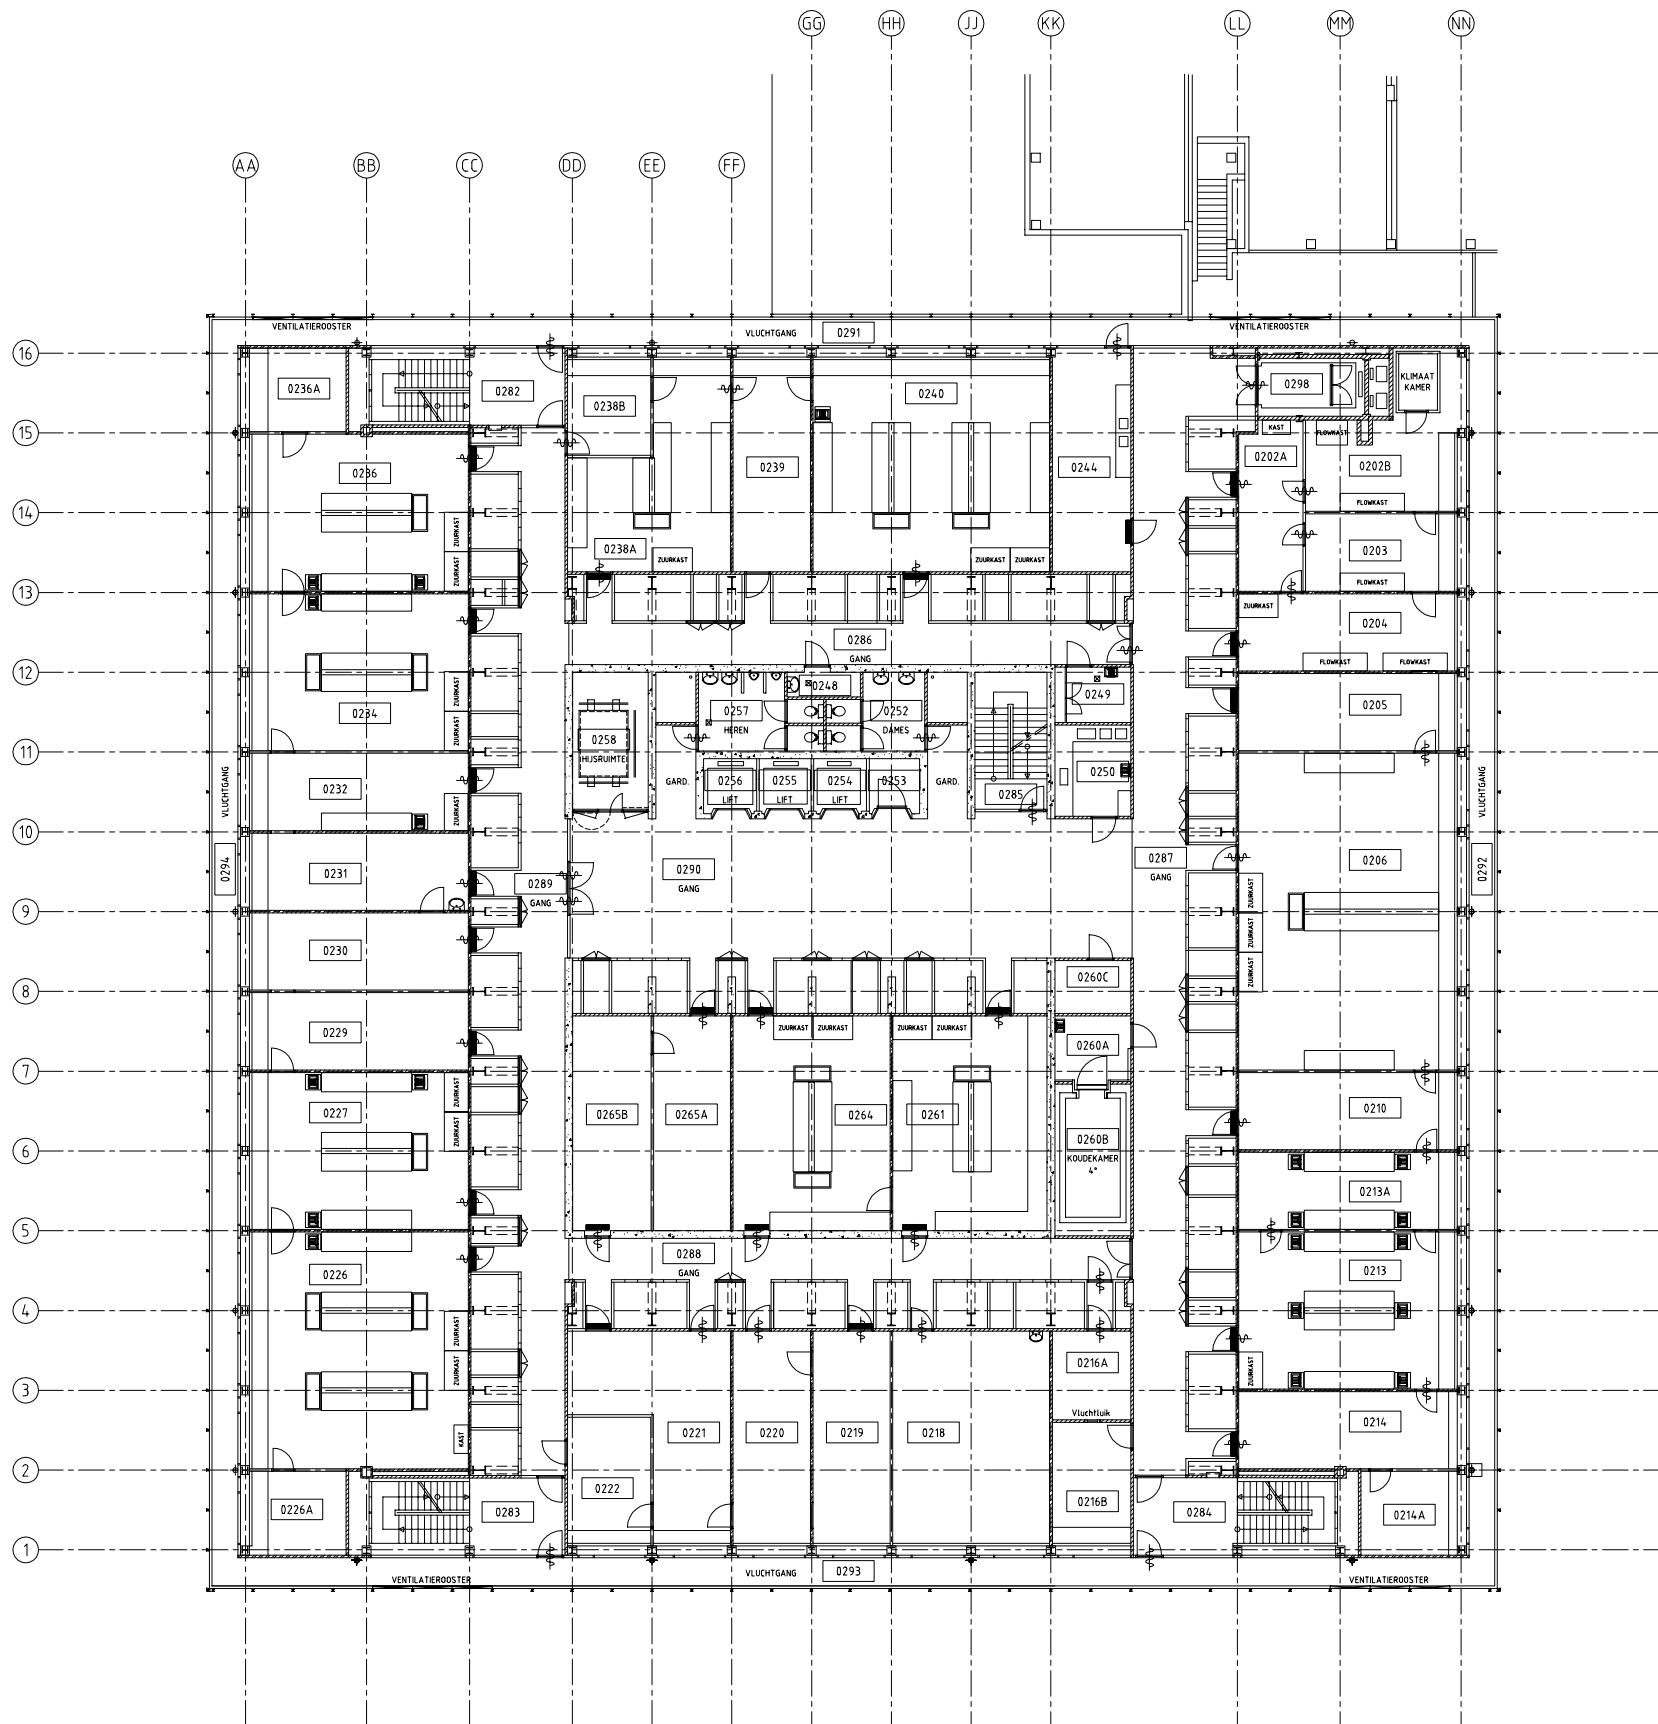 GG HH JJ KK LL MM NN
AA BB CC DD EE FF
VENTILATIEROOSTER
VLUCHTGANG
0291
VENTILATIEROOSTER
16
0236A
0282
0238B
0240
0298
KLIMAAT
KAMER
15
KAST
FLOWKAST
0236
0239
0244
0202A
0202B
14
ZUURKAST
FLOWKAST
0238A
ZUURKAST
ZUURKAST
ZUURKAST
0203
ZUURKAST
FLOWKAST
13
ZUURKAST
0286
GANG
0204
12
FLOWKAST
FLOWKAST
ZUURKAST
0248
0249
0234
0257
0252
0205
ZUURKAST
HEREN
DAMES
11
0258
HIJSRUIMTE
0250
VLUCHTGANG
0232
GARD.
0256
0255
0254
0253
GARD.
0285
VLUCHTGANG
ZUURKAST
LIFT
LIFT
LIFT
10
0294
0231
0289
GANG
0290
GANG
0287
GANG
0206
0292
ZUURKAST
9
ZUURKAST
0230
0260C
ZUURKAST
8
0229
ZUURKAST
ZUURKAST
ZUURKAST
ZUURKAST
0260A
7
0227
ZUURKAST
0265B
0265A
0264
0261
0210
ZUURKAST
0260B
KOUDEKAMER
4°
6
0213A
5
0288
GANG
0226
0213
4
ZUURKAST
0216A
ZUURKAST
ZUURKAST
3
Vluchtluik
KAST
0221
0220
0219
0218
0214
2
0222
0216B
0226A
0283
0284
0214A
1
VLUCHTGANG
0293
VENTILATIEROOSTER
VENTILATIEROOSTER